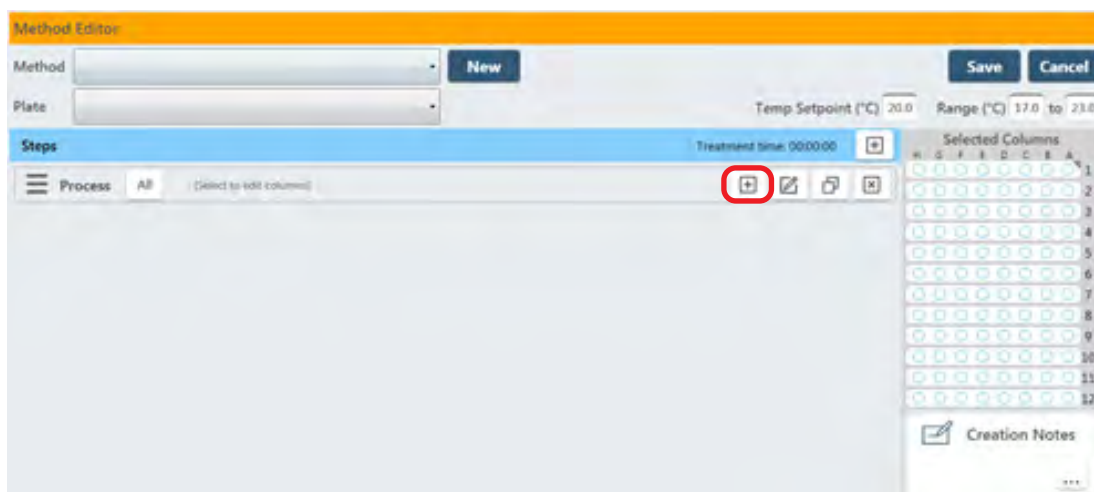 Method Editor
Method New Save Cancel
Plate Temp Setpoint (°C) 20.0 Range (°C) 17.0 to 23.0
Steps Treatment time: 00:00:00 Selected Columns
H G F E D C B A
Process All (Select to edit columns)
1
2
3
4
5
6
7
8
9
10
11
12
Creation Notes
...